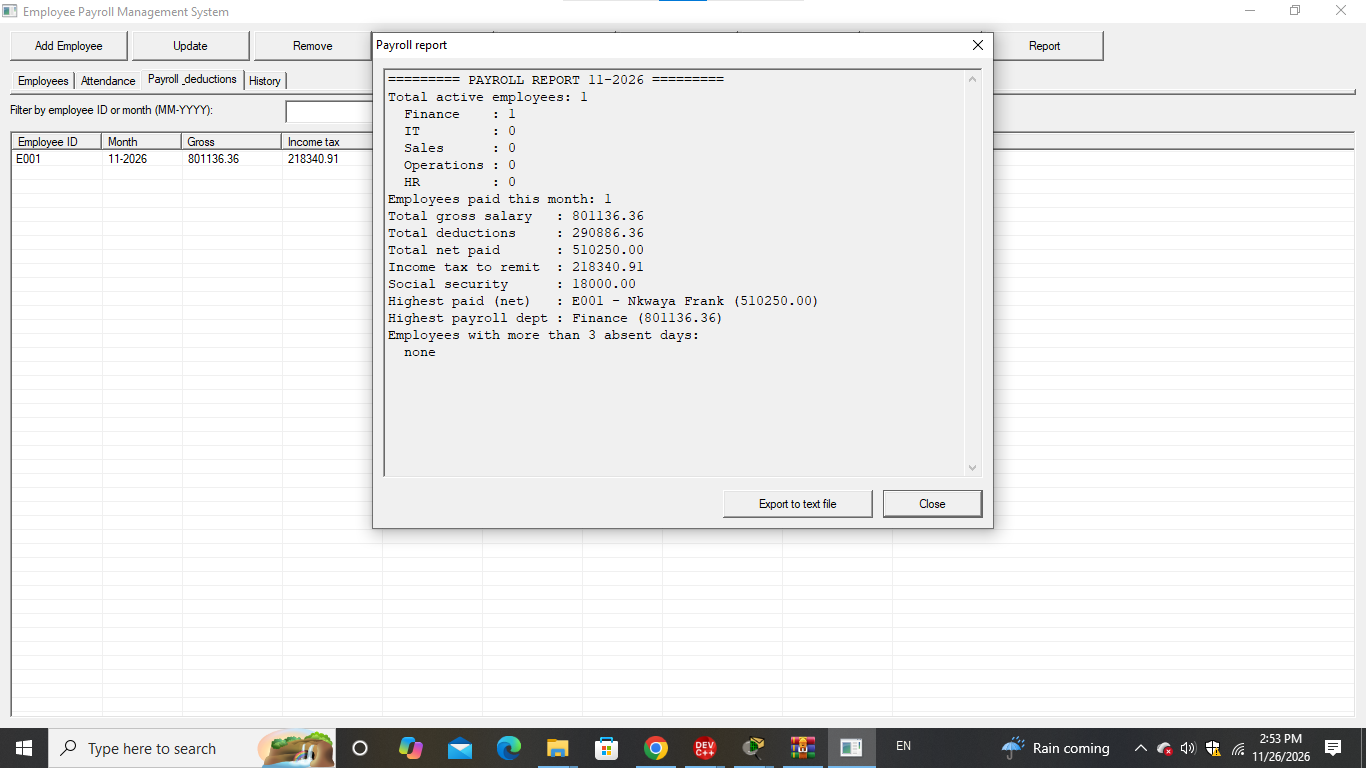 Employee Payroll Management System
Add Employee Update Remove Report
Employees Attendance Payroll_deductions History
Filter by employee ID or month (MM-YYYY):
Employee ID Month Gross Income tax
E001 11-2026 801136.36 218340.91
Payroll report
========= PAYROLL REPORT 11-2026 =========
Total active employees: 1
Finance : 1
IT : 0
Sales : 0
Operations : 0
HR : 0
Employees paid this month: 1
Total gross salary : 801136.36
Total deductions : 290886.36
Total net paid : 510250.00
Income tax to remit : 218340.91
Social security : 18000.00
Highest paid (net) : E001 - Nkwaya Frank (510250.00)
Highest payroll dept : Finance (801136.36)
Employees with more than 3 absent days:
none
Export to text file Close
Type here to search
DEV C++
EN
Rain coming
2:53 PM
11/26/2026